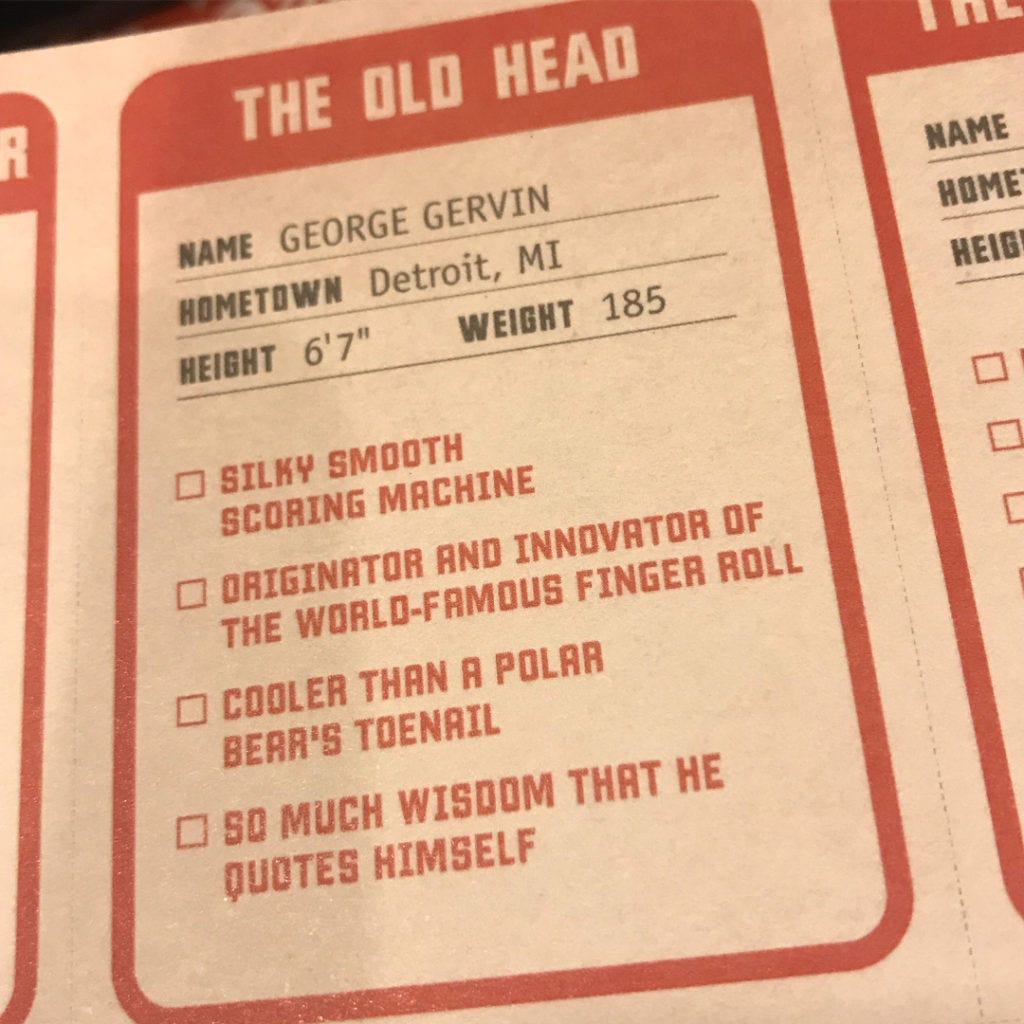 THE OLD HEAD
NAME GEORGE GERVIN
HOMETOWN Detroit, MI
HEIGHT 6'7" WEIGHT 185
SILKY SMOOTH
SCORING MACHINE
ORIGINATOR AND INNOVATOR OF
THE WORLD-FAMOUS FINGER ROLL
COOLER THAN A POLAR
BEAR'S TOENAIL
SO MUCH WISDOM THAT HE
QUOTES HIMSELF
NAME